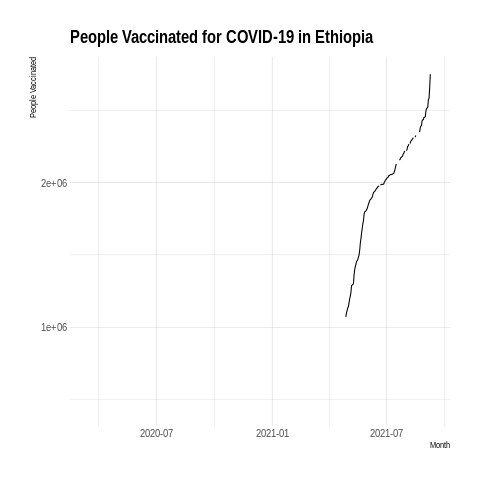 People Vaccinated for COVID-19 in Ethiopia
People Vaccinated
2e+06
1e+06
2020-07
2021-01
2021-07
Month